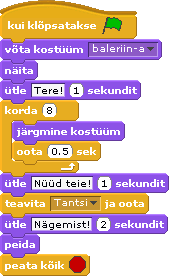 kui klõpsatakse
võta kostüüm baleriin-a
näita
ütle Tere! 1 sekundit
korda 8
järgmine kostüüm
oota 0.5 sek
ütle Nüüd teie! 1 sekundit
teavita Tantsi ja oota
ütle Nägemist! 2 sekundit
peida
peata kõik